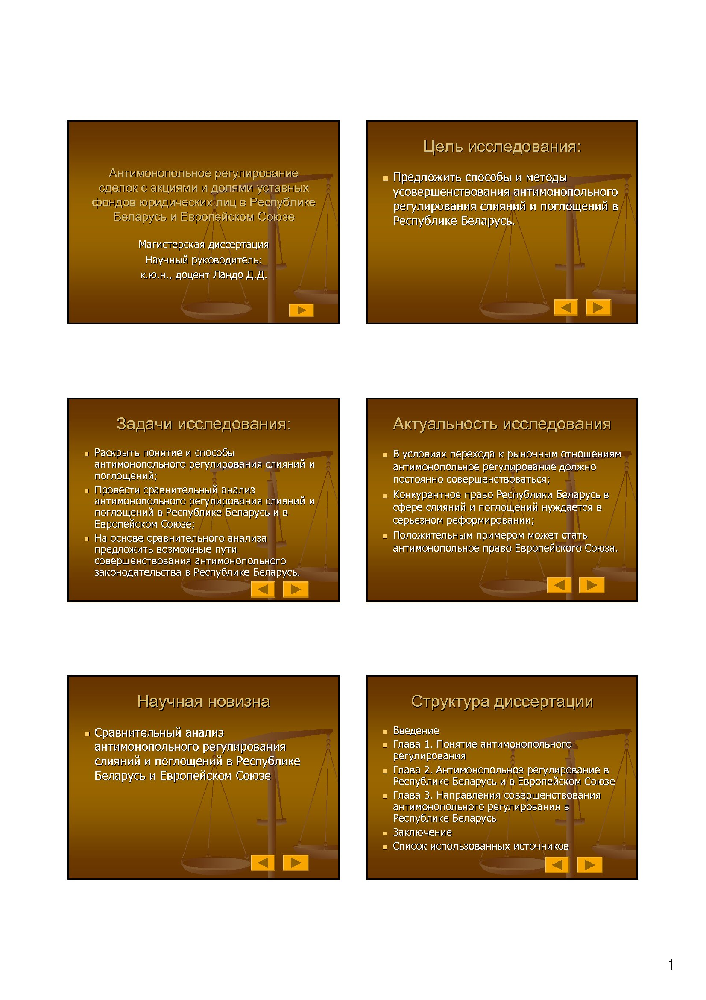 Антимонопольное регулирование
сделок с акциями и долями уставных
фондов юридических лиц в Республике
Беларусь и Европейском Союзе
Магистерская диссертация
Научный руководитель:
к.ю.н., доцент Ландо Д.Д.
Цель исследования:
Предложить способы и методы
усовершенствования антимонопольного
регулирования слияний и поглощений в
Республике Беларусь.
Задачи исследования:
Раскрыть понятие и способы
антимонопольного регулирования слияний и
поглощений;
Провести сравнительный анализ
антимонопольного регулирования слияний и
поглощений в Республике Беларусь и в
Европейском Союзе;
На основе сравнительного анализа
предложить возможные пути
совершенствования антимонопольного
законодательства в Республике Беларусь.
Актуальность исследования
В условиях перехода к рыночным отношениям
антимонопольное регулирование должно
постоянно совершенствоваться;
Конкурентное право Республики Беларусь в
сфере слияний и поглощений нуждается в
серьезном реформировании;
Положительным примером может стать
антимонопольное право Европейского Союза.
Научная новизна
Сравнительный анализ
антимонопольного регулирования
слияний и поглощений в Республике
Беларусь и Европейском Союзе
Структура диссертации
Введение
Глава 1. Понятие антимонопольного
регулирования
Глава 2. Антимонопольное регулирование в
Республике Беларусь и в Европейском Союзе
Глава 3. Направления совершенствования
антимонопольного регулирования в
Республике Беларусь
Заключение
Список использованных источников
1